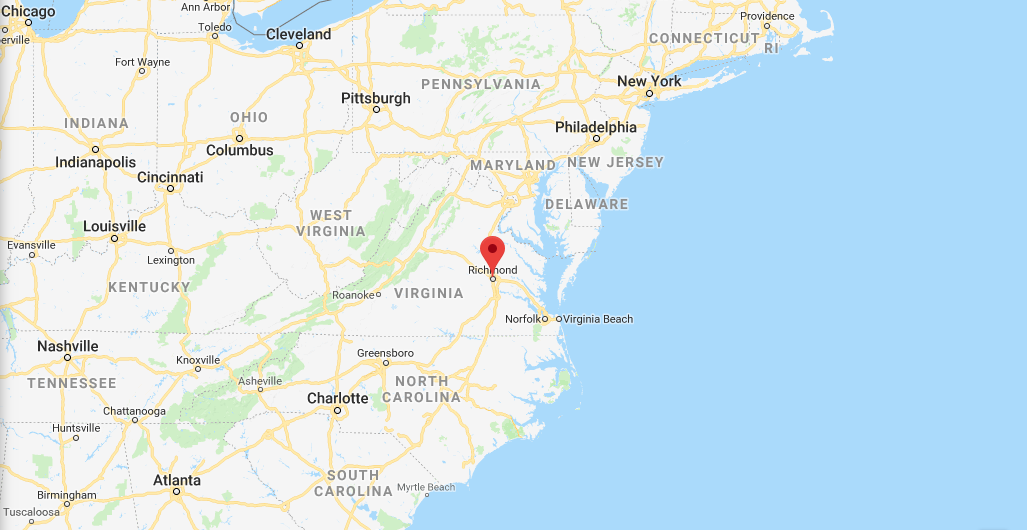 Chicago
Ann Arbor
Providence
Toledo
Cleveland
CONNECTICUT
RI
erville
Fort Wayne
PENNSYLVANIA
New York
Pittsburgh
INDIANA
OHIO
Philadelphia
Columbus
Indianapolis
MARYLAND
NEW JERSEY
Cincinnati
DELAWARE
WEST
VIRGINIA
Louisville
Evansville
Lexington
Richmond
KENTUCKY
Roanoke
VIRGINIA
Norfolk
Virginia Beach
Nashville
Knoxville
Greensboro
TENNESSEE
Asheville
NORTH
CAROLINA
Charlotte
Chattanooga
Huntsville
Atlanta
SOUTH
CAROLINA
Myrtle Beach
Birmingham
Tuscaloosa